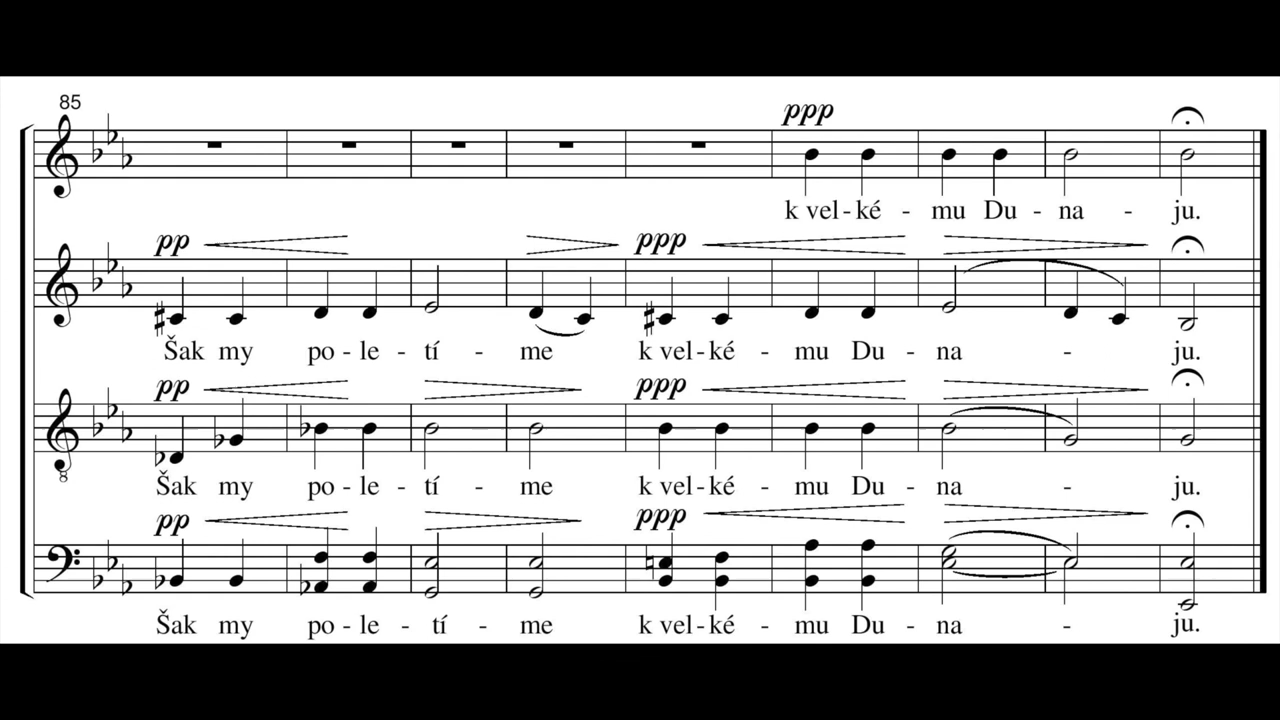 85
ppp
k vel - ké - mu Du - na - ju.
pp ppp
Šak my po - le - tí - me k vel - ké - mu Du - na - ju.
pp ppp
8
Šak my po - le - tí - me k vel - ké - mu Du - na - ju.
pp ppp
Šak my po - le - tí - me k vel - ké - mu Du - na - ju.